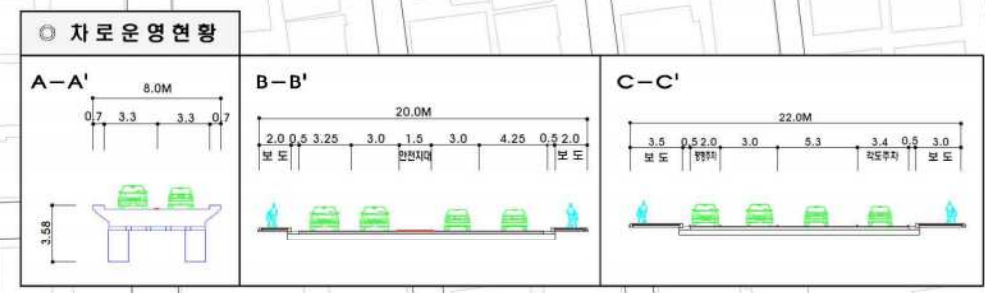 ◎ 차로운영현황
A-A'
8.0M
0.7 3.3 3.3 0.7
3.58
B-B'
20.0M
2.0 0.5 3.25 3.0 1.5 3.0 4.25 0.5 2.0
보도 안전지대 보도
C-C'
22.0M
3.5 0.5 2.0 3.0 5.3 3.4 0.5 3.0
보도 평행주차 각도주차 보도